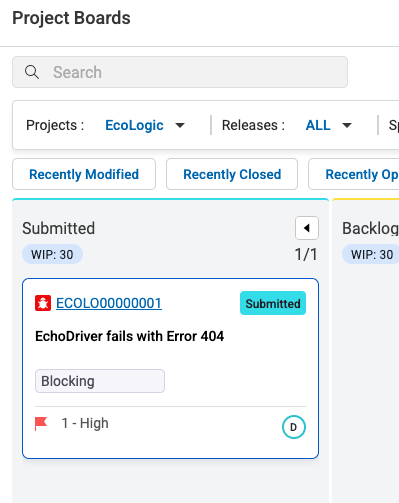 Project Boards
Search
Projects : EcoLogic Releases : ALL Sp
Recently Modified Recently Closed Recently Op
Submitted Backlog
WIP: 30 1/1 WIP: 30
ECOLO00000001 Submitted
EchoDriver fails with Error 404
Blocking
1 - High D